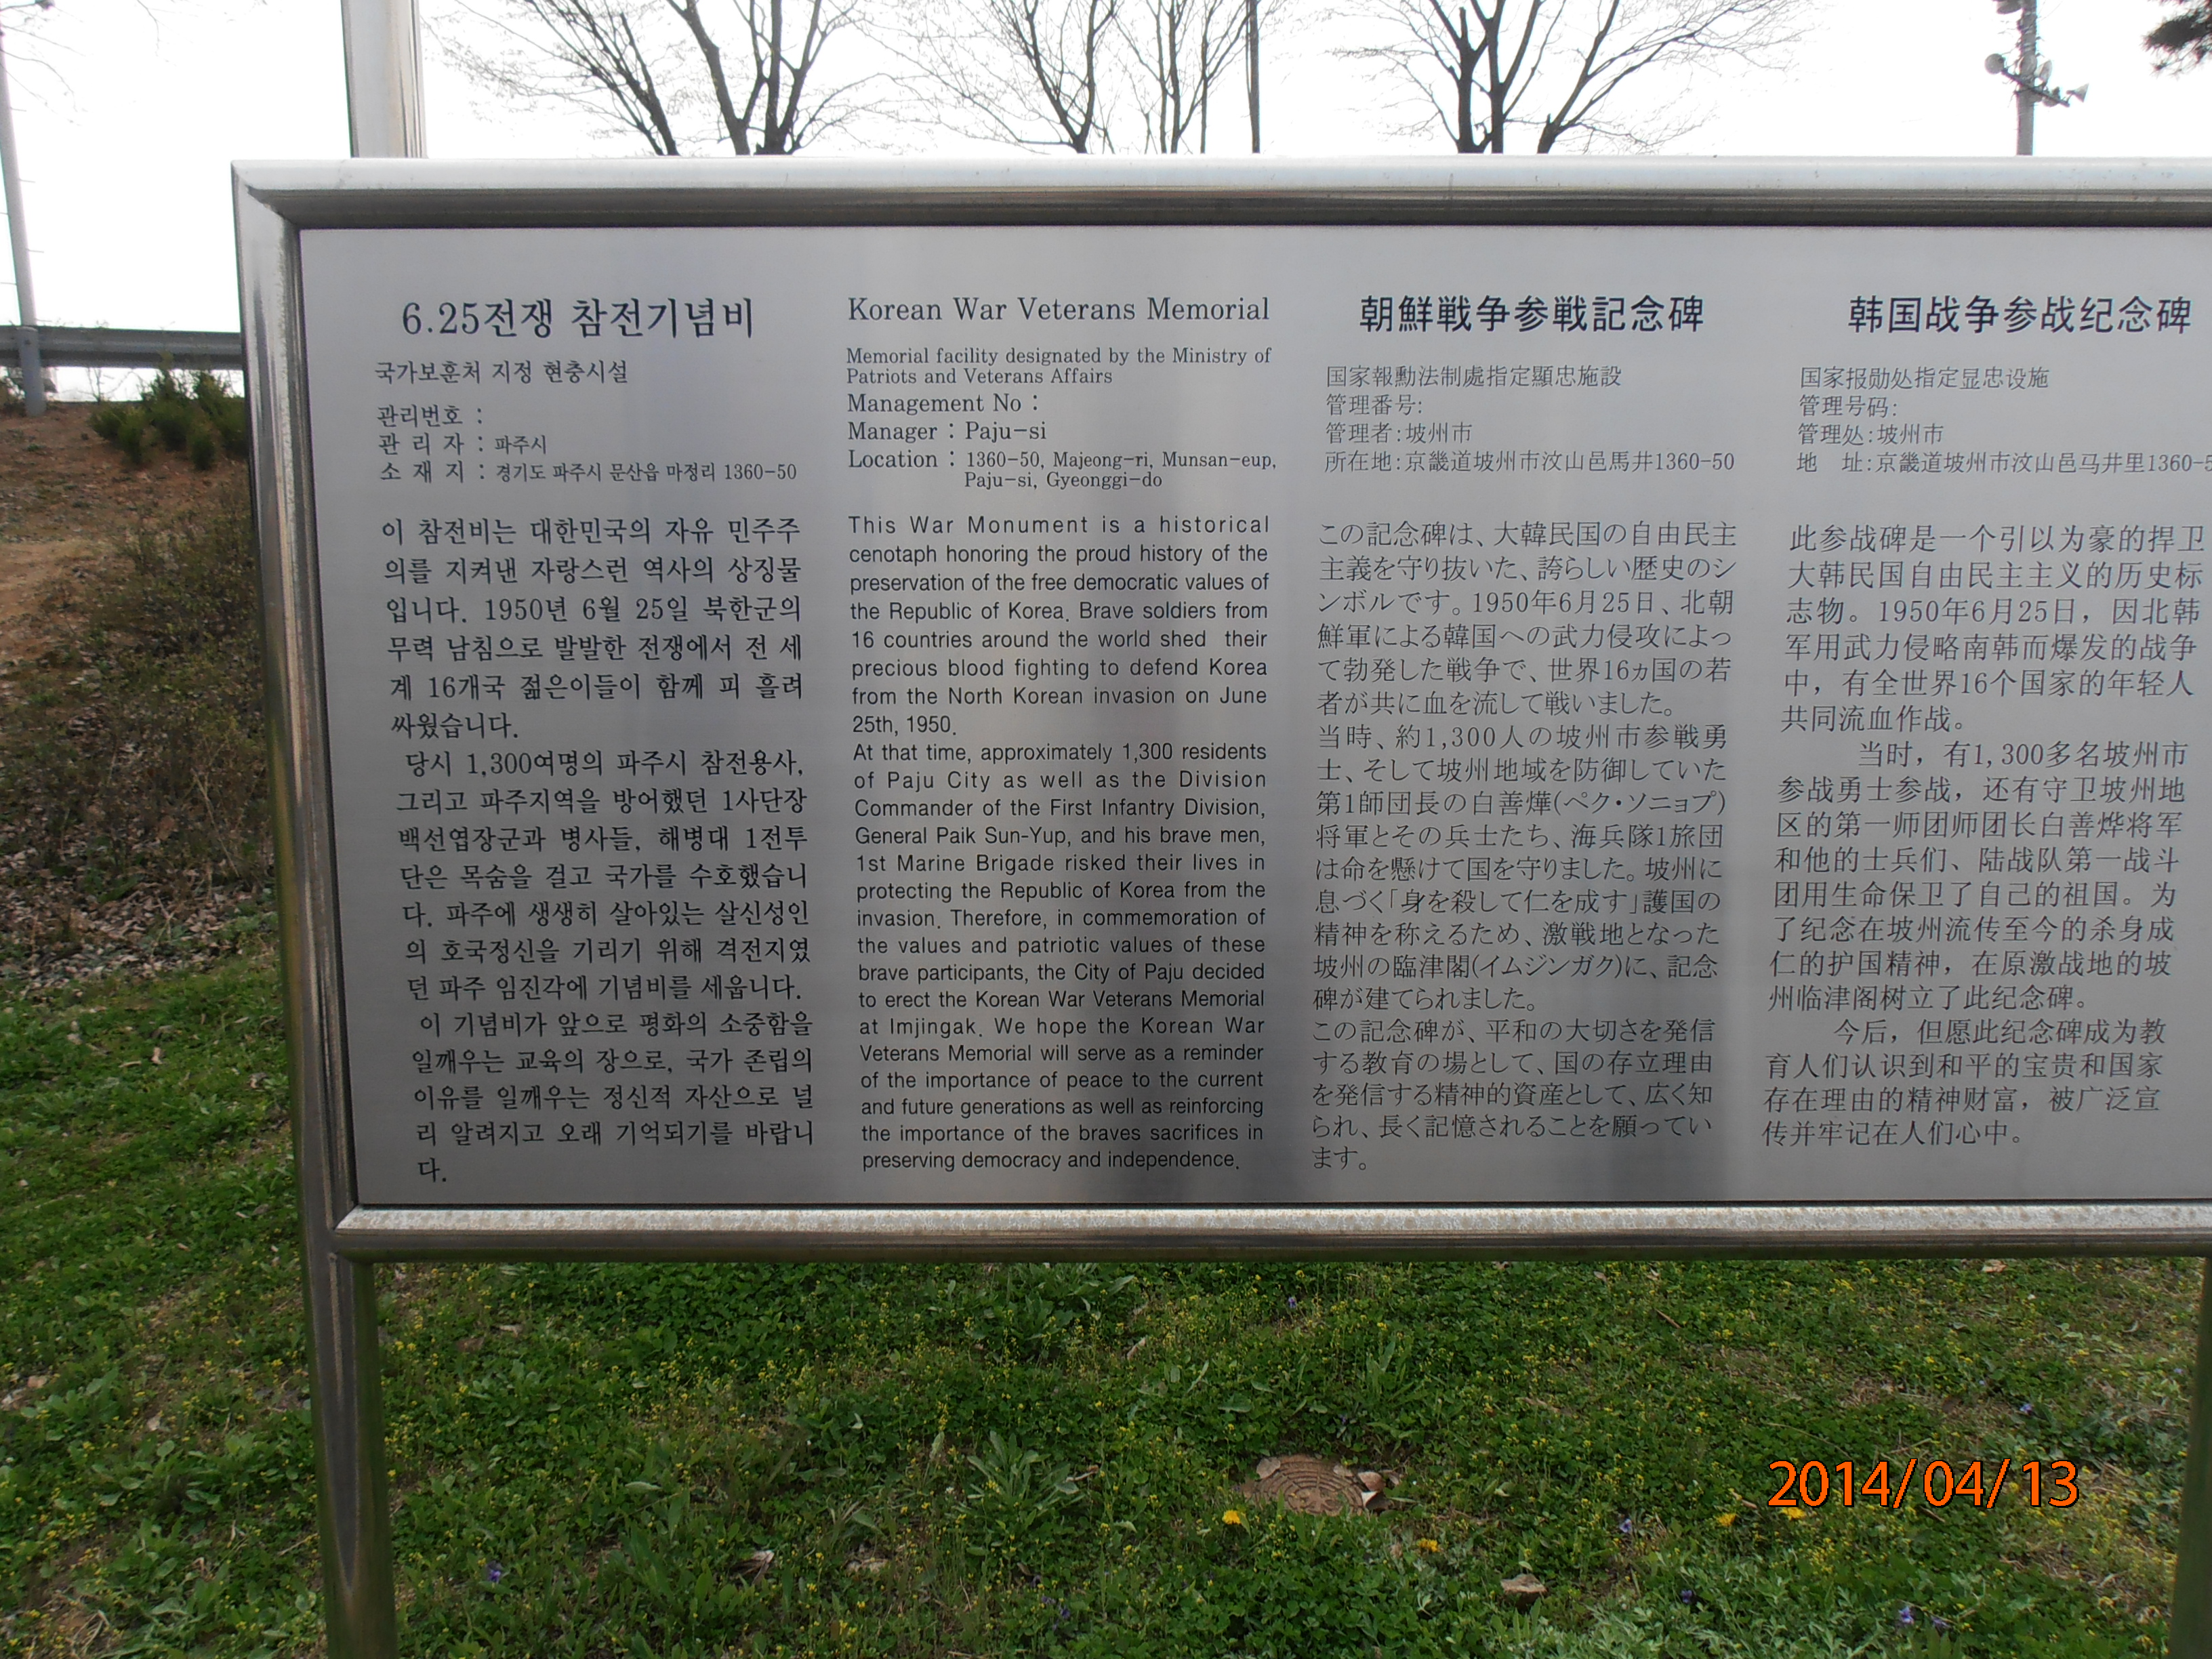 6.25전쟁 참전기념비
국가보훈처 지정 현충시설
관리번호 :
관 리 자 : 파주시
소 재 지 : 경기도 파주시 문산읍 마정리 1360-50
이 참전비는 대한민국의 자유 민주주
의를 지켜낸 자랑스런 역사의 상징물
입니다. 1950년 6월 25일 북한군의
무력 남침으로 발발한 전쟁에서 전 세
계 16개국 젊은이들이 함께 피 흘려
싸웠습니다.
당시 1,300여명의 파주시 참전용사,
그리고 파주지역을 방어했던 1사단장
백선엽장군과 병사들, 해병대 1전투
단은 목숨을 걸고 국가를 수호했습니
다. 파주에 생생히 살아있는 살신성인
의 호국정신을 기리기 위해 격전지였
던 파주 임진각에 기념비를 세웁니다.
이 기념비가 앞으로 평화의 소중함을
일깨우는 교육의 장으로, 국가 존립의
이유를 일깨우는 정신적 자산으로 널
리 알려지고 오래 기억되기를 바랍니
다.
Korean War Veterans Memorial
Memorial facility designated by the Ministry of
Patriots and Veterans Affairs
Management No :
Manager : Paju-si
Location : 1360-50, Majeong-ri, Munsan-eup,
Paju-si, Gyeonggi-do
This War Monument is a historical
cenotaph honoring the proud history of the
preservation of the free democratic values of
the Republic of Korea. Brave soldiers from
16 countries around the world shed their
precious blood fighting to defend Korea
from the North Korean invasion on June
25th, 1950.
At that time, approximately 1,300 residents
of Paju City as well as the Division
Commander of the First Infantry Division,
General Paik Sun-Yup, and his brave men,
1st Marine Brigade risked their lives in
protecting the Republic of Korea from the
invasion. Therefore, in commemoration of
the values and patriotic values of these
brave participants, the City of Paju decided
to erect the Korean War Veterans Memorial
at Imjingak. We hope the Korean War
Veterans Memorial will serve as a reminder
of the importance of peace to the current
and future generations as well as reinforcing
the importance of the braves sacrifices in
preserving democracy and independence.
朝鮮戦争参戦記念碑
国家報勳法制處指定顯忠施設
管理番号:
管理者:坡州市
所在地:京畿道坡州市汶山邑馬井1360-50
この記念碑は、大韓民国の自由民主
主義を守り抜いた、誇らしい歴史のシ
ンボルです。1950年6月25日、北朝
鮮軍による韓国への武力侵攻によっ
て勃発した戦争で、世界16ヵ国の若
者が共に血を流して戦いました。
当時、約1,300人の坡州市参戦勇
士、そして坡州地域を防御していた
第1師団長の白善燁(ペク・ソニョプ)
将軍とその兵士たち、海兵隊1旅団
は命を懸けて国を守りました。坡州に
息づく「身を殺して仁を成す」護国の
精神を称えるため、激戦地となった
坡州の臨津閣(イムジンガク)に、記念
碑が建てられました。
この記念碑が、平和の大切さを発信
する教育の場として、国の存立理由
を発信する精神的資産として、広く知
られ、長く記憶されることを願ってい
ます。
韩国战争参战纪念碑
国家报勋处指定显忠设施
管理号码:
管理处:坡州市
地 址:京畿道坡州市汶山邑马井里1360-5
此参战碑是一个引以为豪的捍卫
大韩民国自由民主主义的历史标
志物。1950年6月25日，因北韩
军用武力侵略南韩而爆发的战争
中，有全世界16个国家的年轻人
共同流血作战。
当时，有1,300多名坡州市
参战勇士参战，还有守卫坡州地
区的第一师团师团长白善烨将军
和他的士兵们、陆战队第一战斗
团用生命保卫了自己的祖国。为
了纪念在坡州流传至今的杀身成
仁的护国精神，在原激战地的坡
州临津阁树立了此纪念碑。
今后，但愿此纪念碑成为教
育人们认识到和平的宝贵和国家
存在理由的精神财富，被广泛宣
传并牢记在人们心中。
2014/04/13